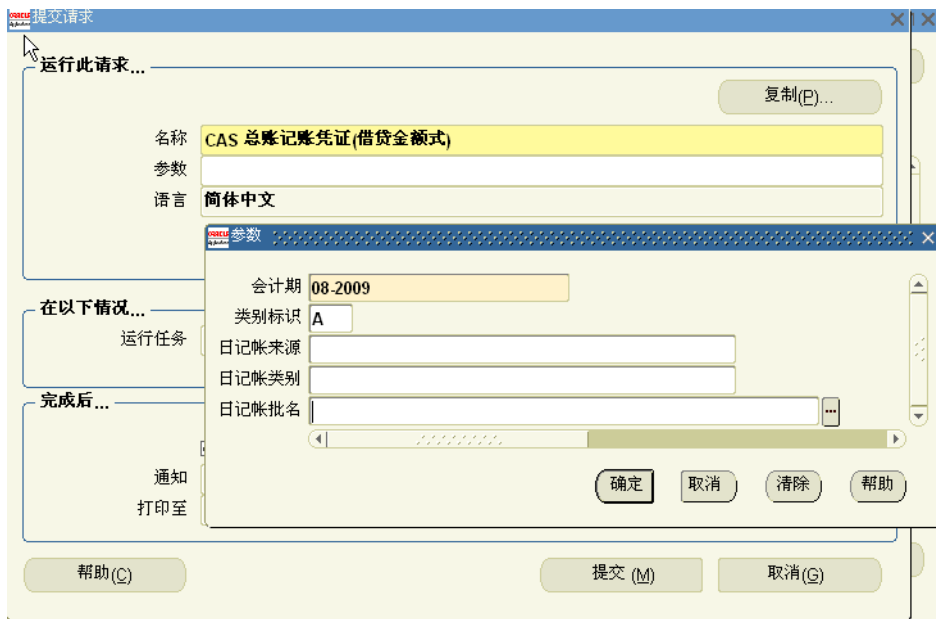 ORACLE 提交请求
Applications
运行此请求...
复制(P)...
名称 CAS 总账记账凭证(借贷金额式)
参数
语言 简体中文
ORACLE 参数
Applications
会计期 08-2009
类别标识 A
日记帐来源
日记帐类别
日记帐批名
...
确定 取消 清除 帮助
在以下情况...
运行任务
完成后...
通知
打印至
帮助(C) 提交 (M) 取消(G)